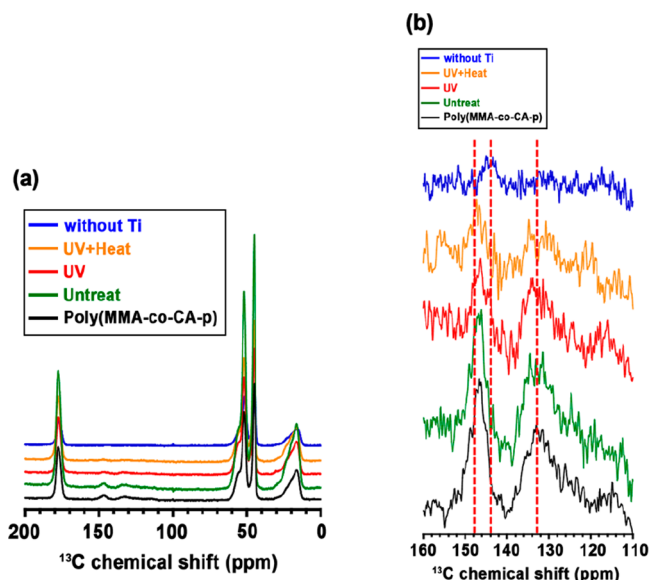 (b)
without Ti
UV+Heat
UV
Untreat
Poly(MMA-co-CA-p)
(a)
without Ti
UV+Heat
UV
Untreat
Poly(MMA-co-CA-p)
200 150 100 50 0
¹³C chemical shift (ppm)
160 150 140 130 120 110
¹³C chemical shift (ppm)